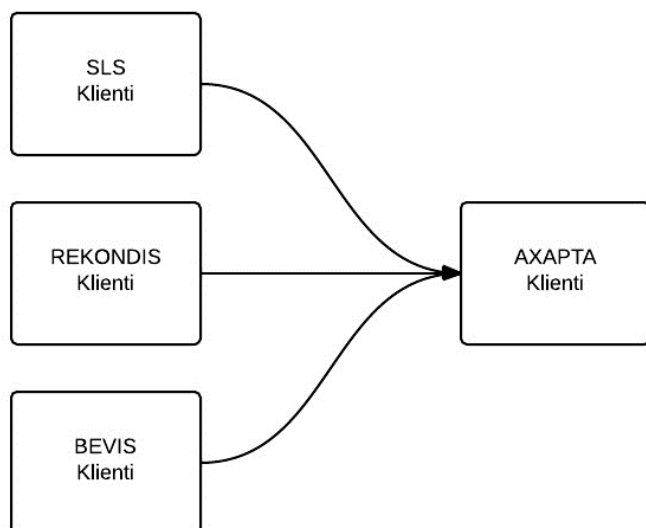 SLS
Klienti
REKONDIS
Klienti
AXAPTA
Klienti
BEVIS
Klienti